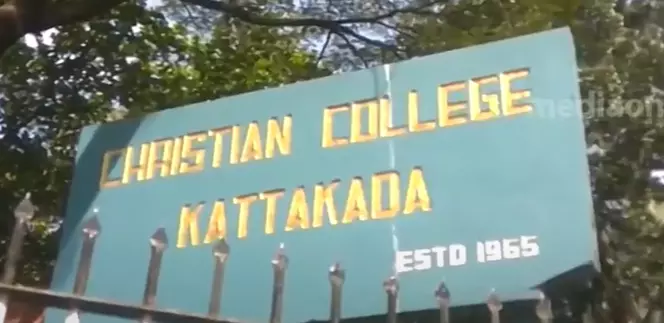 CHRISTIAN COLLEGE
KATTAKADA
ESTD 1965